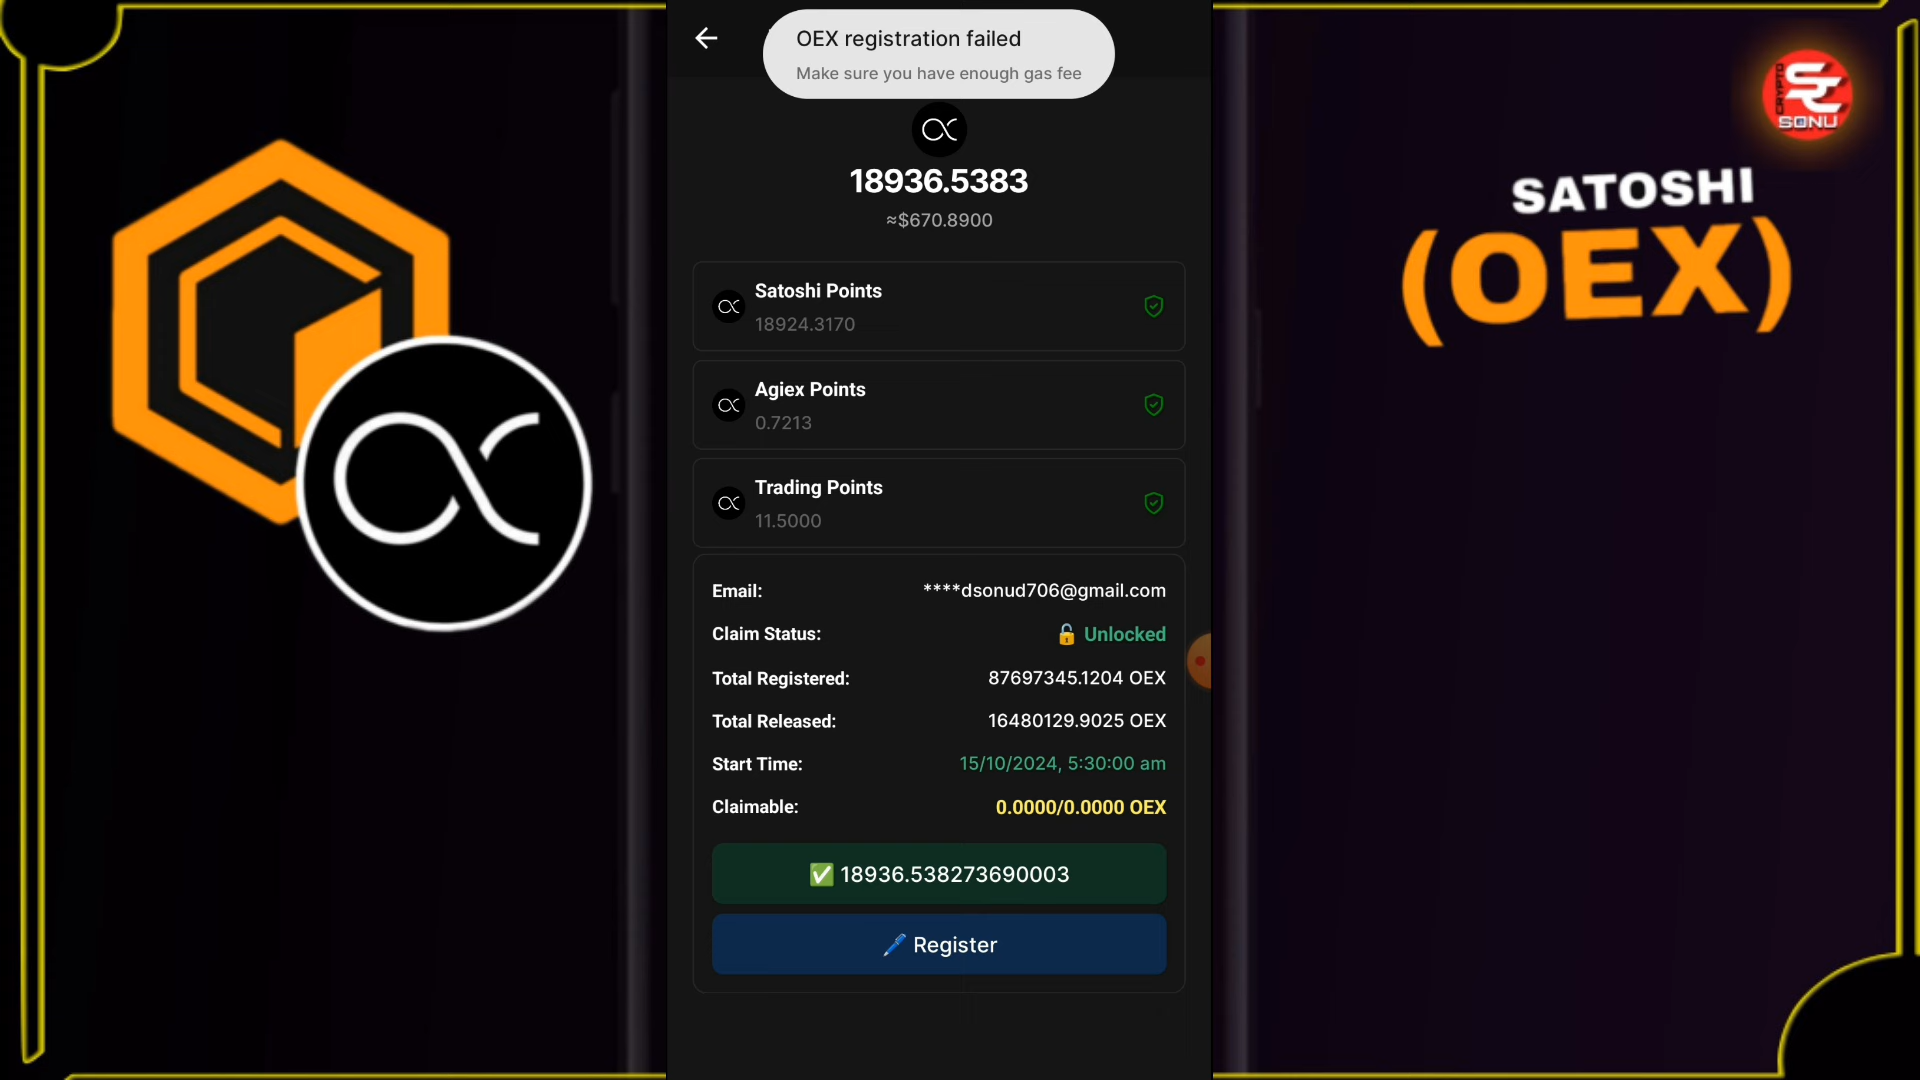 OEX registration failed
Make sure you have enough gas fee
18936.5383
≈$670.8900
Satoshi Points
18924.3170
Agiex Points
0.7213
Trading Points
11.5000
Email: ****dsonud706@gmail.com
Claim Status: 🔓 Unlocked
Total Registered: 87697345.1204 OEX
Total Released: 16480129.9025 OEX
Start Time: 15/10/2024, 5:30:00 am
Claimable: 0.0000/0.0000 OEX
✅ 18936.538273690003
🖊️ Register
CRYPTO
SONU
SATOSHI
(OEX)